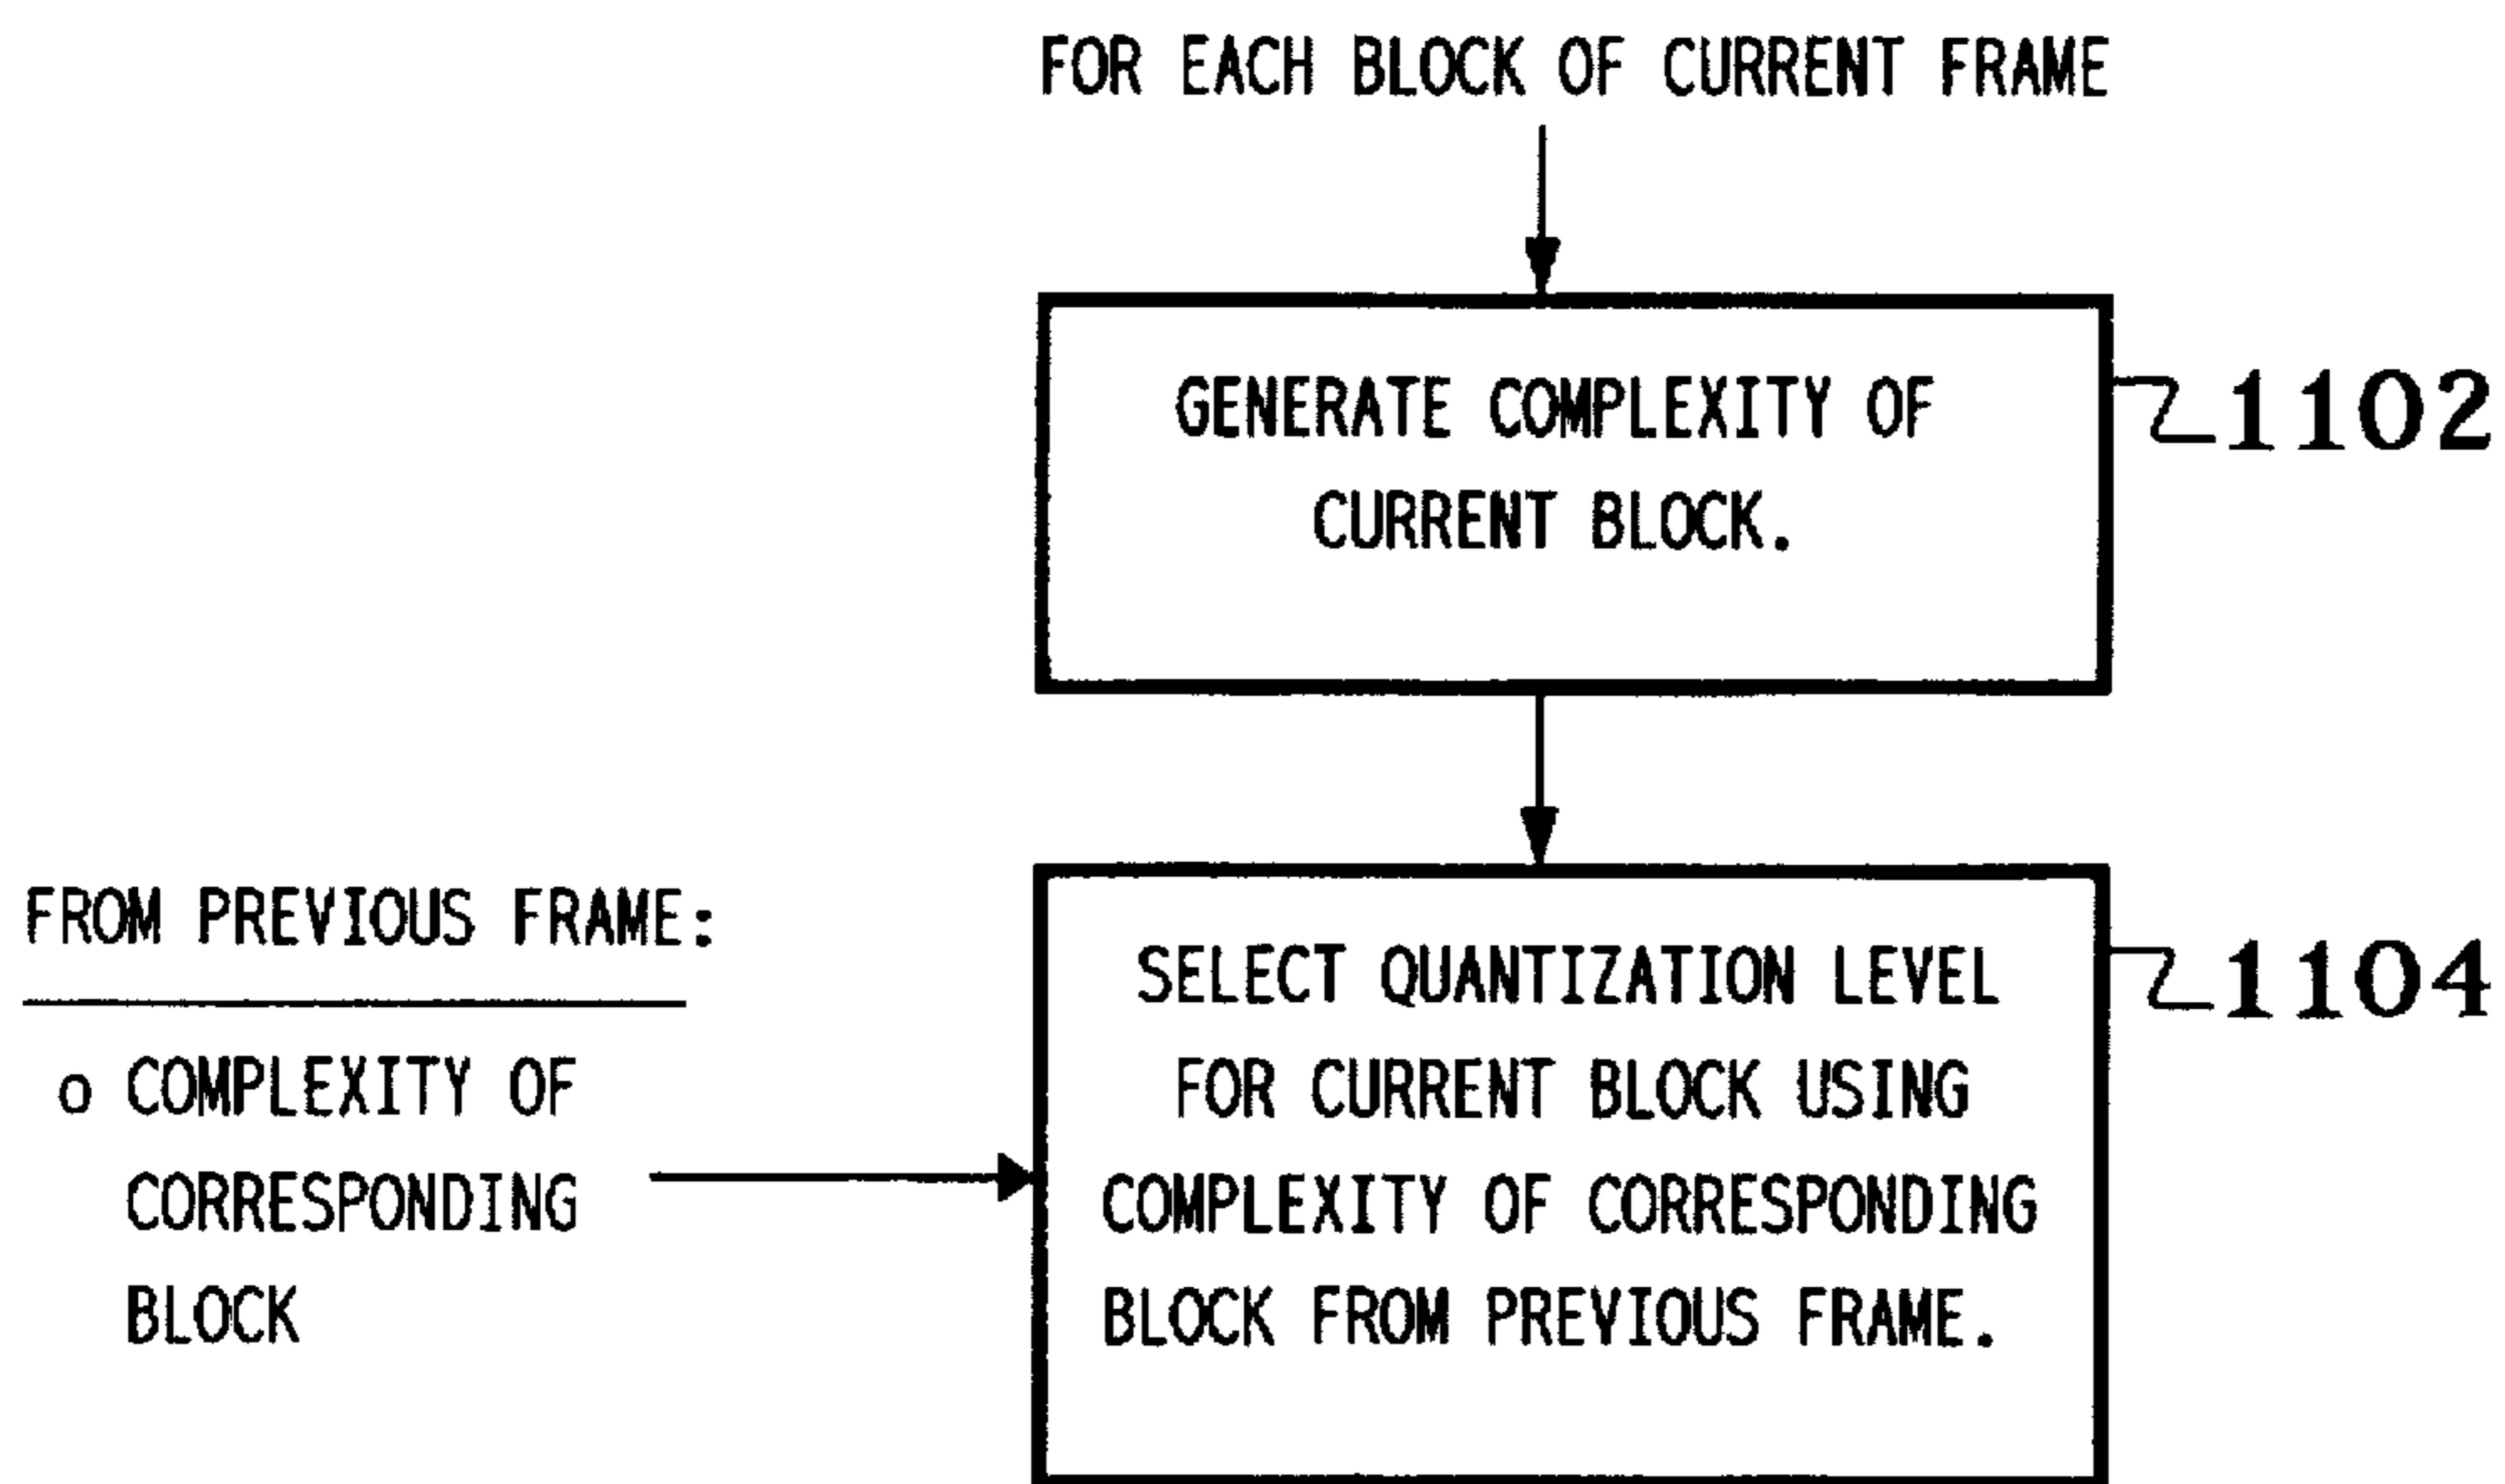 FOR EACH BLOCK OF CURRENT FRAME
GENERATE COMPLEXITY OF
CURRENT BLOCK.
1102
FROM PREVIOUS FRAME:
o COMPLEXITY OF
CORRESPONDING
BLOCK
SELECT QUANTIZATION LEVEL
FOR CURRENT BLOCK USING
COMPLEXITY OF CORRESPONDING
BLOCK FROM PREVIOUS FRAME.
1104